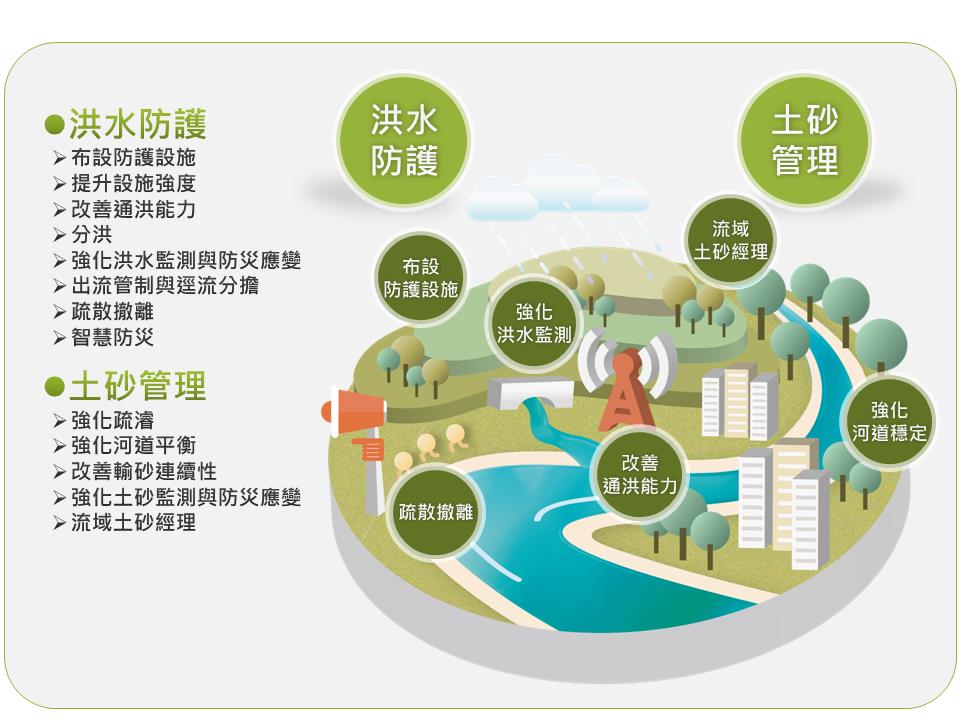 ●洪水防護
➢布設防護設施
➢提升設施強度
➢改善通洪能力
➢分洪
➢強化洪水監測與防災應變
➢出流管制與逕流分擔
➢疏散撤離
➢智慧防災
●土砂管理
➢強化疏濬
➢強化河道平衡
➢改善輸砂連續性
➢強化土砂監測與防災應變
➢流域土砂經理
洪水
防護
土砂
管理
流域
土砂經理
布設
防護設施
強化
洪水監測
強化
河道穩定
改善
通洪能力
疏散撤離